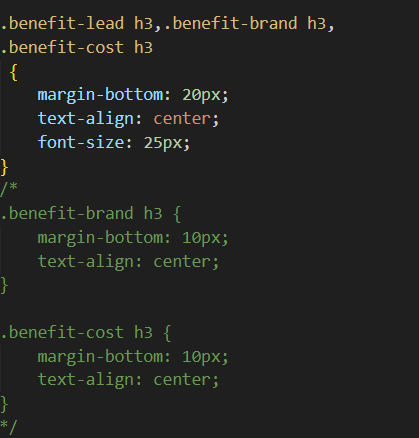 .benefit-lead h3,.benefit-brand h3,
.benefit-cost h3
 {
    margin-bottom: 20px;
    text-align: center;
    font-size: 25px;
}
/*
.benefit-brand h3 {
    margin-bottom: 10px;
    text-align: center;
}

.benefit-cost h3 {
    margin-bottom: 10px;
    text-align: center;
}
*/